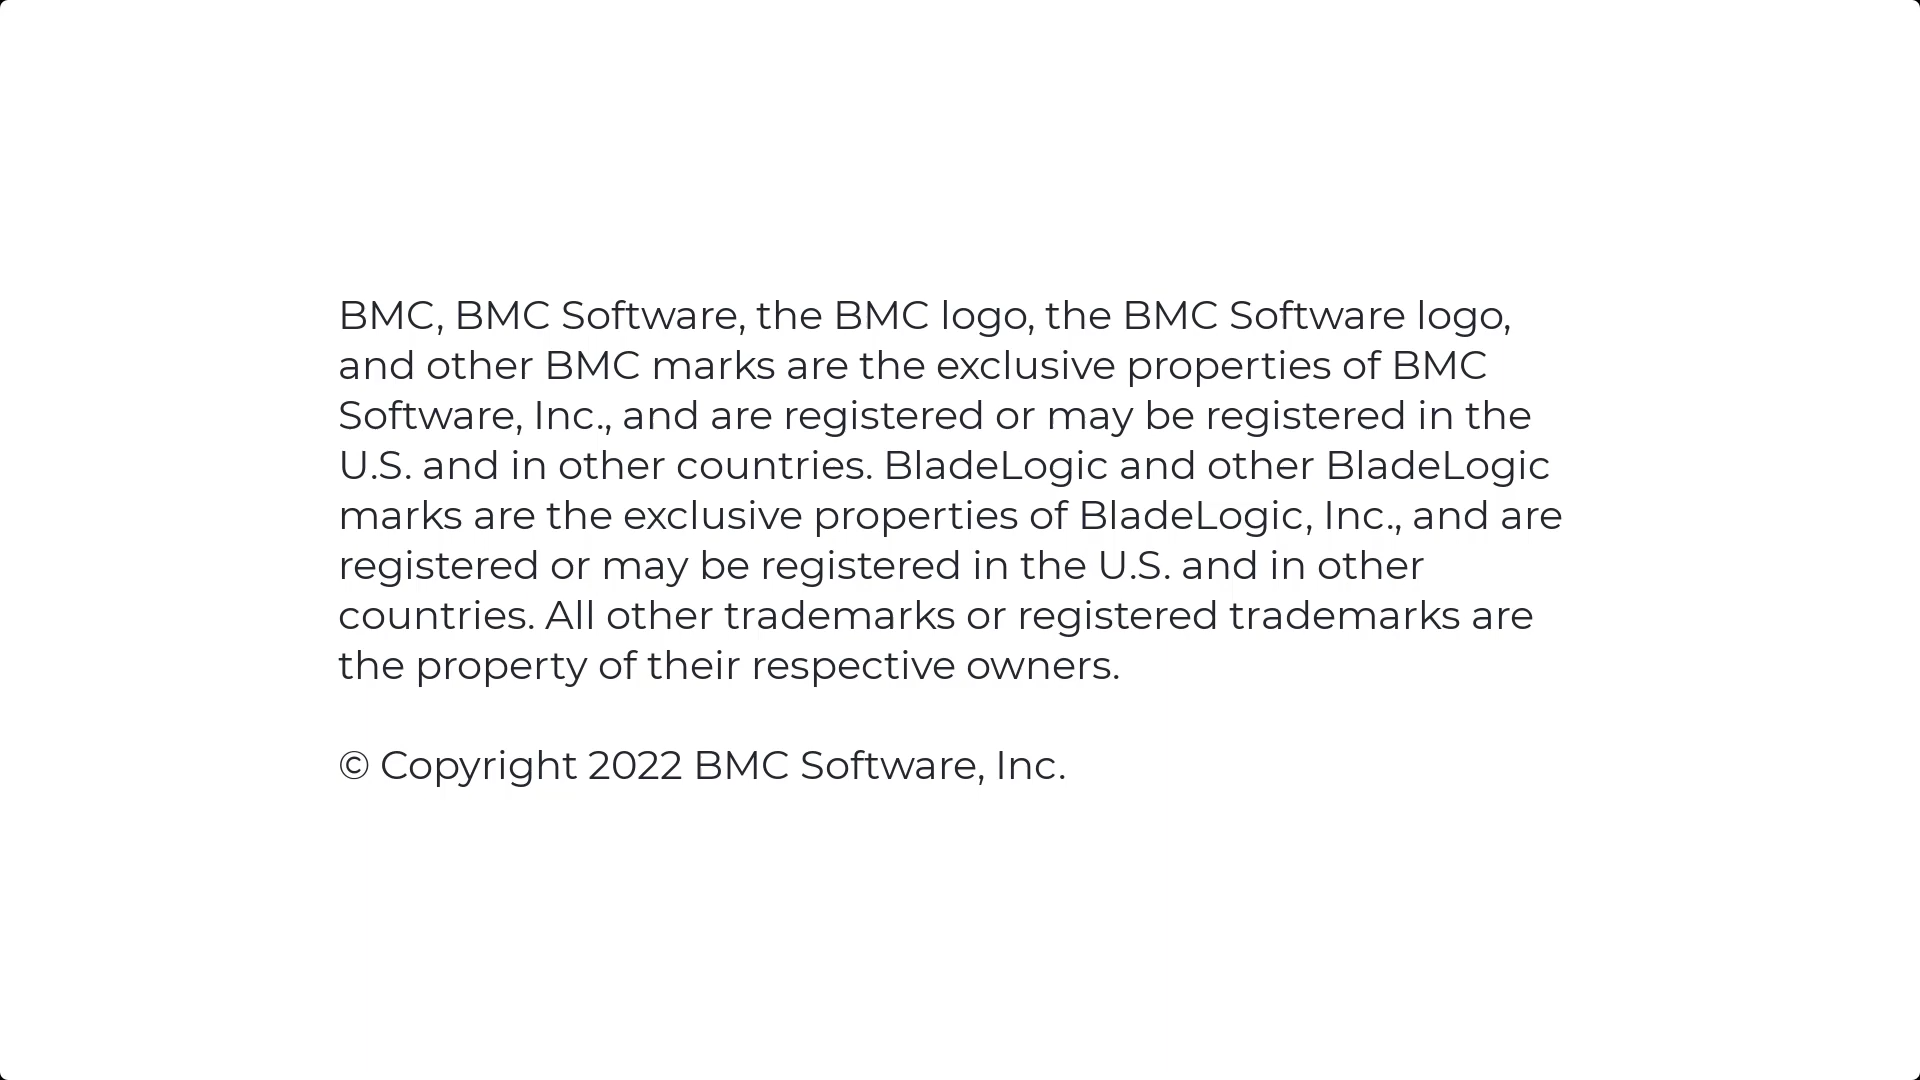 BMC, BMC Software, the BMC logo, the BMC Software logo,
and other BMC marks are the exclusive properties of BMC
Software, Inc., and are registered or may be registered in the
U.S. and in other countries. BladeLogic and other BladeLogic
marks are the exclusive properties of BladeLogic, Inc., and are
registered or may be registered in the U.S. and in other
countries. All other trademarks or registered trademarks are
the property of their respective owners.
© Copyright 2022 BMC Software, Inc.